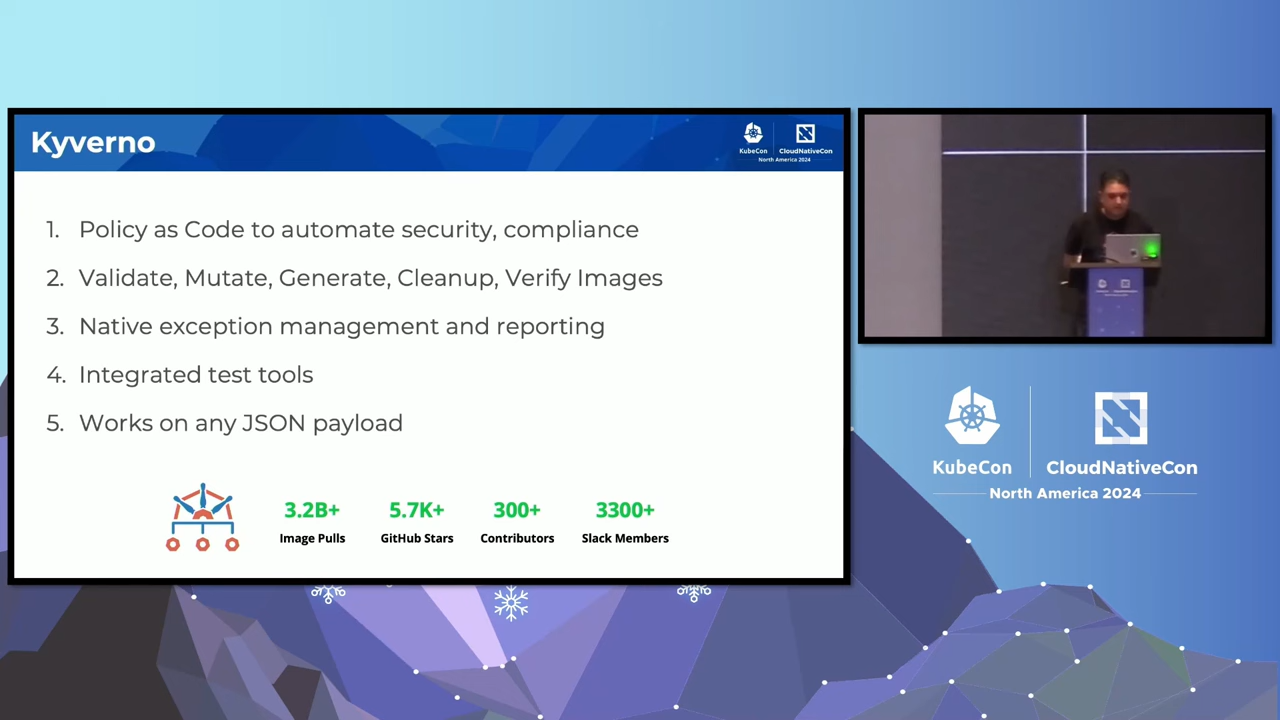 Kyverno
KubeCon
CloudNativeCon
North America 2024
1. Policy as Code to automate security, compliance
2. Validate, Mutate, Generate, Cleanup, Verify Images
3. Native exception management and reporting
4. Integrated test tools
5. Works on any JSON payload
3.2B+ 5.7K+ 300+ 3300+
Image Pulls GitHub Stars Contributors Slack Members
KubeCon
CloudNativeCon
North America 2024